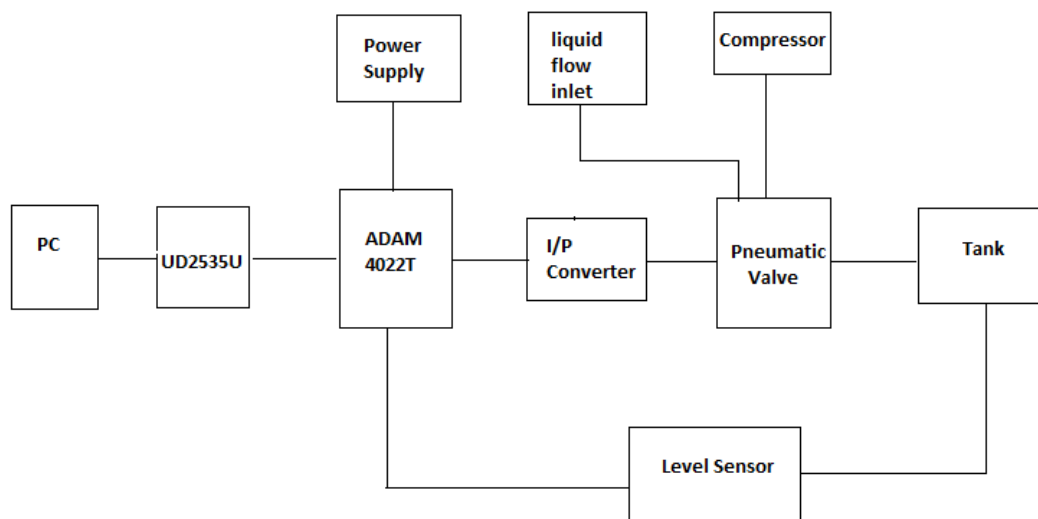 Power
Supply
liquid
flow
inlet
Compressor
PC
UD2535U
ADAM
4022T
I/P
Converter
Pneumatic
Valve
Tank
Level Sensor